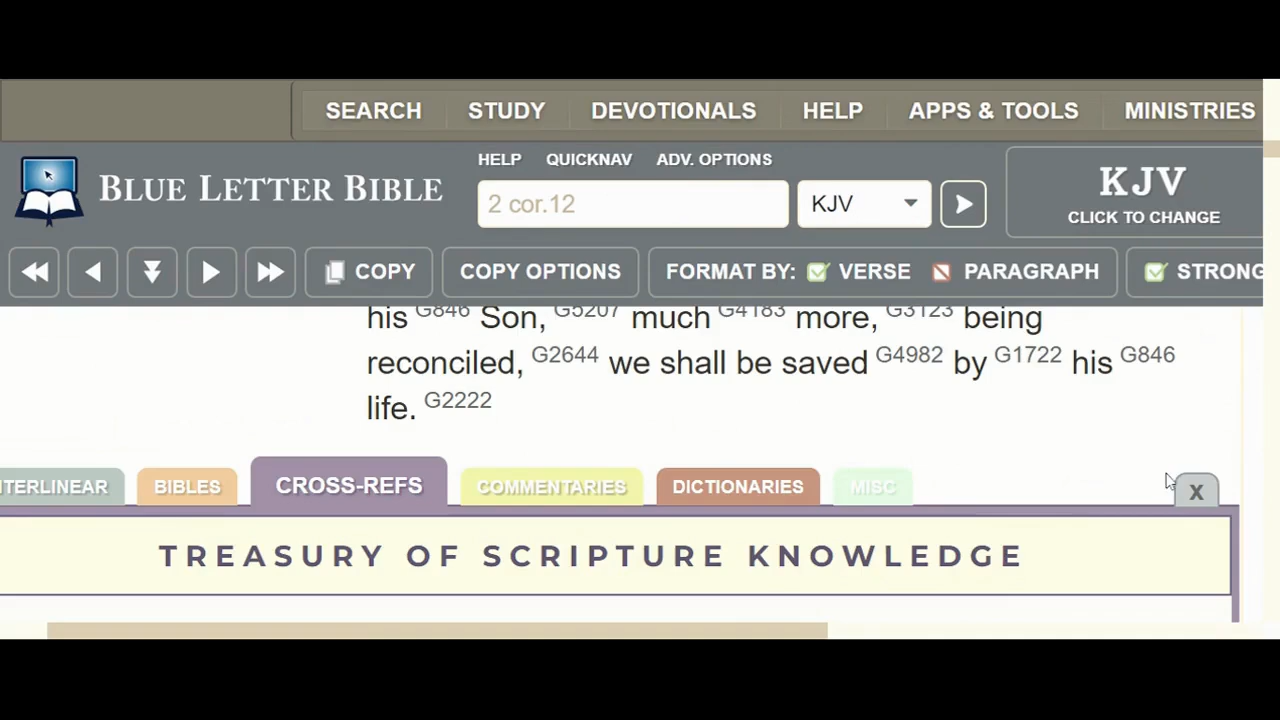 SEARCH STUDY DEVOTIONALS HELP APPS & TOOLS MINISTRIES
HELP QUICKNAV ADV. OPTIONS
BLUE LETTER BIBLE 2 cor.12 KJV KJV
CLICK TO CHANGE
COPY COPY OPTIONS FORMAT BY: VERSE PARAGRAPH STRONG
his G846 Son, G5207 much G4183 more, G3123 being
reconciled, G2644 we shall be saved G4982 by G1722 his G846
life. G2222
TERLINEAR BIBLES CROSS-REFS COMMENTARIES DICTIONARIES MISC X
TREASURY OF SCRIPTURE KNOWLEDGE